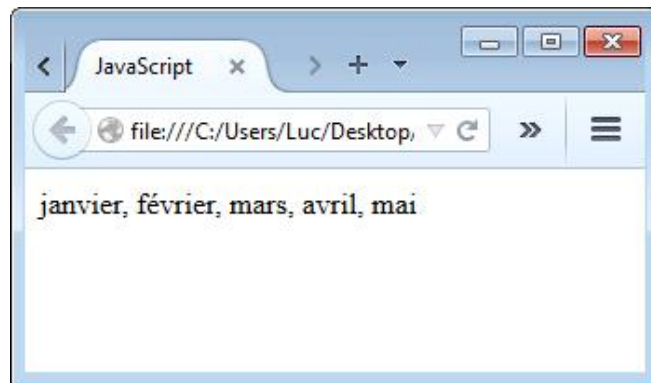 JavaScript
file:///C:/Users/Luc/Desktop/
janvier, février, mars, avril, mai